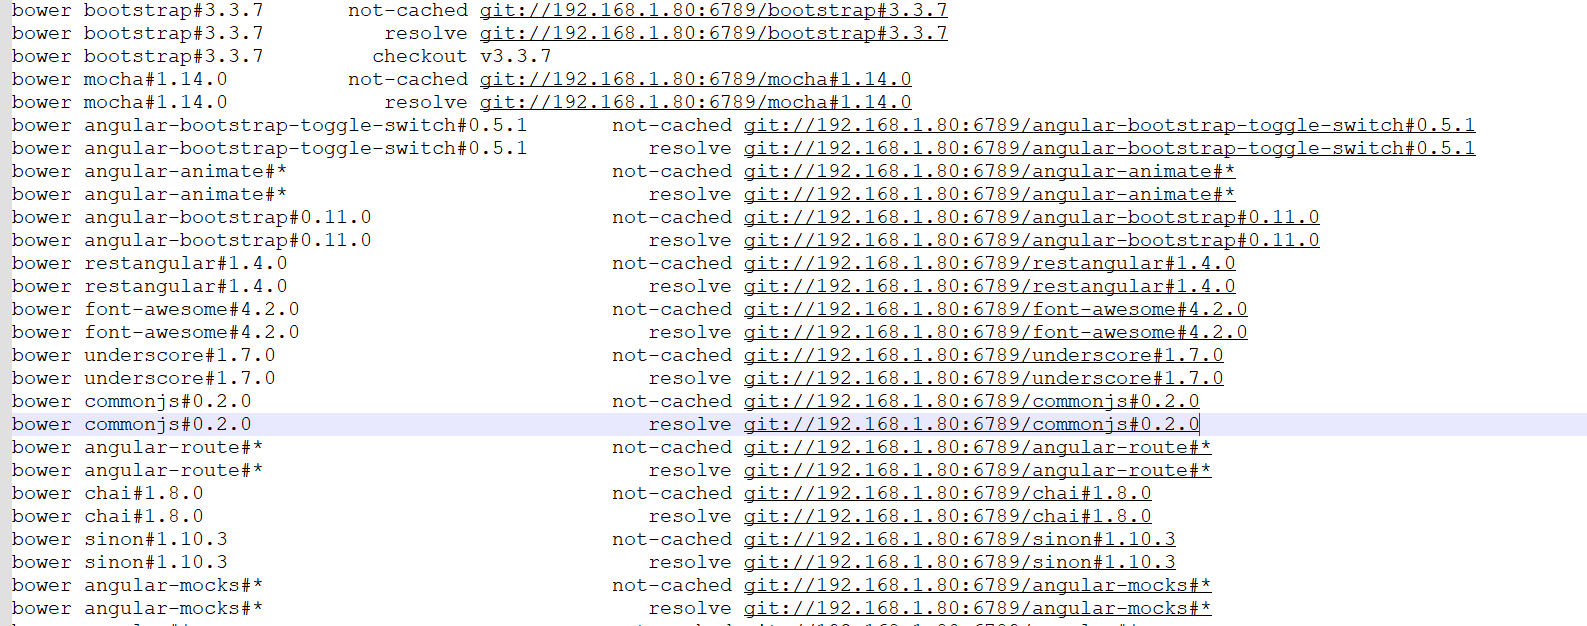 bower bootstrap#3.3.7 not-cached git://192.168.1.80:6789/bootstrap#3.3.7
bower bootstrap#3.3.7 resolve git://192.168.1.80:6789/bootstrap#3.3.7
bower bootstrap#3.3.7 checkout v3.3.7
bower mocha#1.14.0 not-cached git://192.168.1.80:6789/mocha#1.14.0
bower mocha#1.14.0 resolve git://192.168.1.80:6789/mocha#1.14.0
bower angular-bootstrap-toggle-switch#0.5.1 not-cached git://192.168.1.80:6789/angular-bootstrap-toggle-switch#0.5.1
bower angular-bootstrap-toggle-switch#0.5.1 resolve git://192.168.1.80:6789/angular-bootstrap-toggle-switch#0.5.1
bower angular-animate#* not-cached git://192.168.1.80:6789/angular-animate#*
bower angular-animate#* resolve git://192.168.1.80:6789/angular-animate#*
bower angular-bootstrap#0.11.0 not-cached git://192.168.1.80:6789/angular-bootstrap#0.11.0
bower angular-bootstrap#0.11.0 resolve git://192.168.1.80:6789/angular-bootstrap#0.11.0
bower restangular#1.4.0 not-cached git://192.168.1.80:6789/restangular#1.4.0
bower restangular#1.4.0 resolve git://192.168.1.80:6789/restangular#1.4.0
bower font-awesome#4.2.0 not-cached git://192.168.1.80:6789/font-awesome#4.2.0
bower font-awesome#4.2.0 resolve git://192.168.1.80:6789/font-awesome#4.2.0
bower underscore#1.7.0 not-cached git://192.168.1.80:6789/underscore#1.7.0
bower underscore#1.7.0 resolve git://192.168.1.80:6789/underscore#1.7.0
bower commonjs#0.2.0 not-cached git://192.168.1.80:6789/commonjs#0.2.0
bower commonjs#0.2.0 resolve git://192.168.1.80:6789/commonjs#0.2.0
bower angular-route#* not-cached git://192.168.1.80:6789/angular-route#*
bower angular-route#* resolve git://192.168.1.80:6789/angular-route#*
bower chai#1.8.0 not-cached git://192.168.1.80:6789/chai#1.8.0
bower chai#1.8.0 resolve git://192.168.1.80:6789/chai#1.8.0
bower sinon#1.10.3 not-cached git://192.168.1.80:6789/sinon#1.10.3
bower sinon#1.10.3 resolve git://192.168.1.80:6789/sinon#1.10.3
bower angular-mocks#* not-cached git://192.168.1.80:6789/angular-mocks#*
bower angular-mocks#* resolve git://192.168.1.80:6789/angular-mocks#*